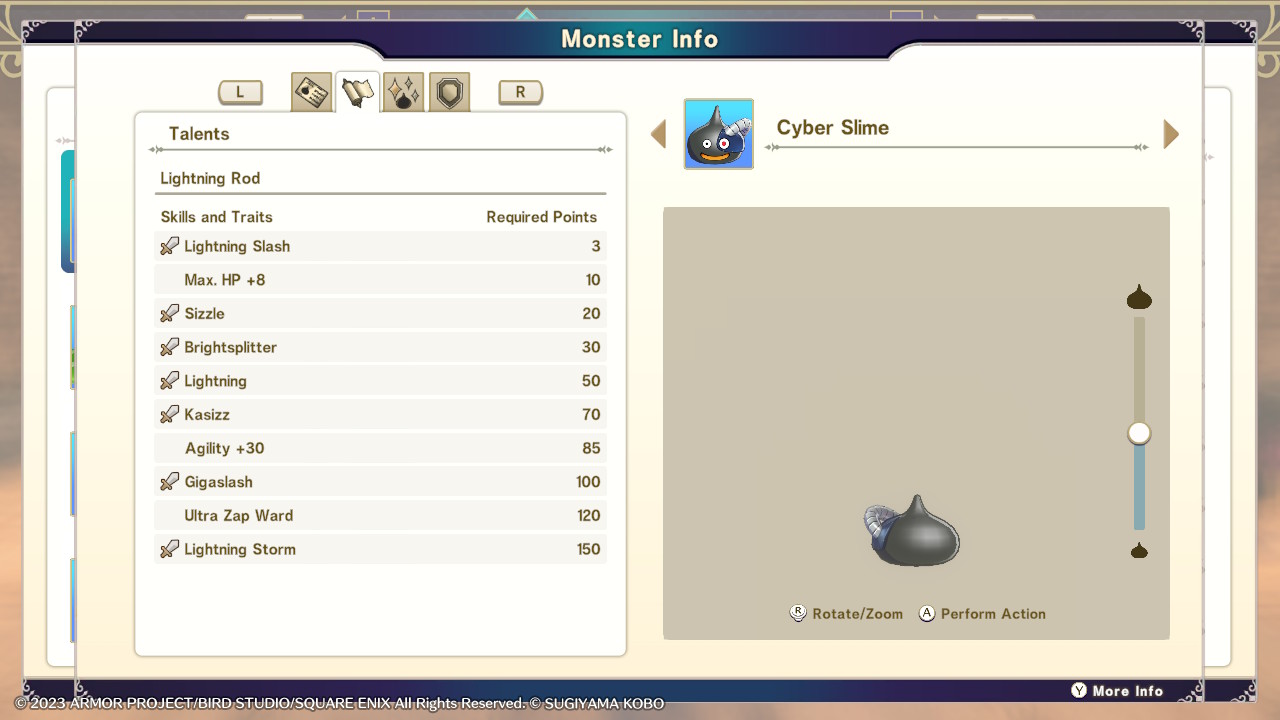 Monster Info
L
R
Talents
Cyber Slime
Lightning Rod
Skills and Traits Required Points
Lightning Slash 3
Max. HP +8 10
Sizzle 20
Brightsplitter 30
Lightning 50
Kasizz 70
Agility +30 85
Gigaslash 100
Ultra Zap Ward 120
Lightning Storm 150
R Rotate/Zoom A Perform Action
Y More Info
© 2023 ARMOR PROJECT/BIRD STUDIO/SQUARE ENIX All Rights Reserved. © SUGIYAMA KOBO